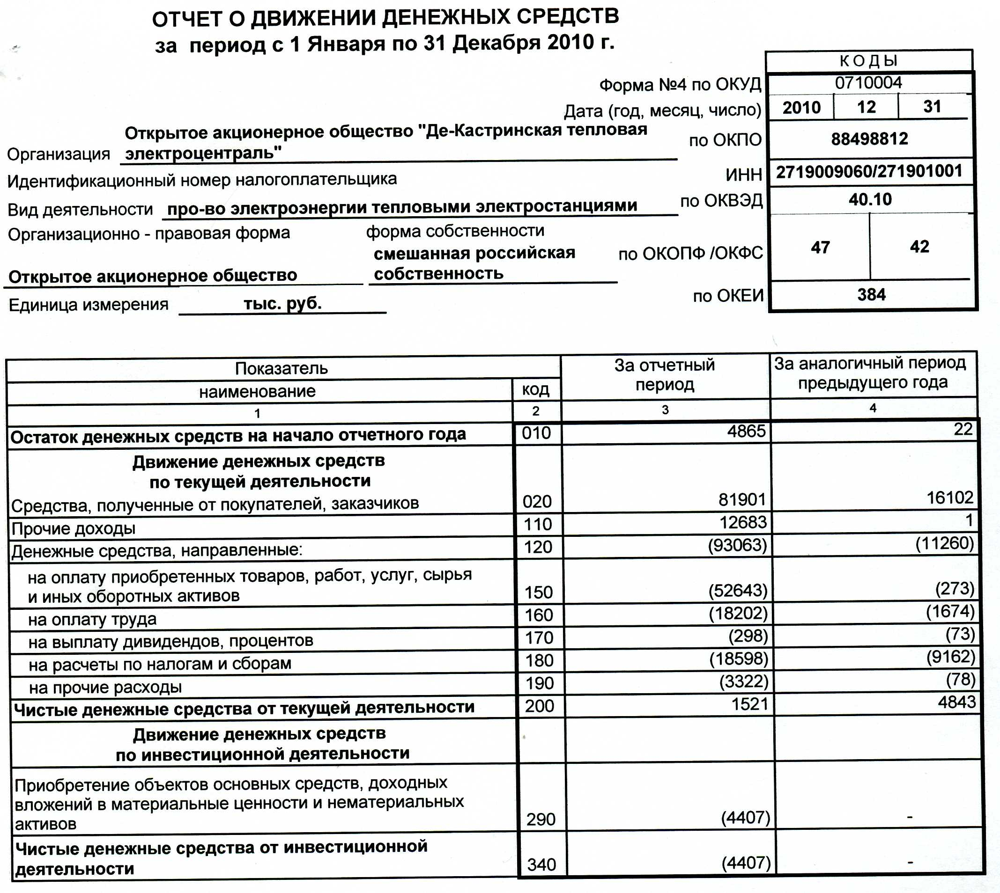 ОТЧЕТ О ДВИЖЕНИИ ДЕНЕЖНЫХ СРЕДСТВ
за период с 1 Января по 31 Декабря 2010 г.
КОДЫ
Форма №4 по ОКУД 0710004
Дата (год, месяц, число) 2010 12 31
Открытое акционерное общество "Де-Кастринская тепловая
Организация электроцентраль" по ОКПО 88498812
Идентификационный номер налогоплательщика ИНН 2719009060/271901001
Вид деятельности про-во электроэнергии тепловыми электростанциями по ОКВЭД 40.10
Организационно - правовая форма форма собственности
смешанная российская по ОКОПФ /ОКФС 47 42
Открытое акционерное общество собственность
Единица измерения тыс. руб. по ОКЕИ 384
Показатель За отчетный За аналогичный период
наименование код период предыдущего года
1 2 3 4
Остаток денежных средств на начало отчетного года 010 4865 22
Движение денежных средств
по текущей деятельности
Средства, полученные от покупателей, заказчиков 020 81901 16102
Прочие доходы 110 12683 1
Денежные средства, направленные: 120 (93063) (11260)
на оплату приобретенных товаров, работ, услуг, сырья
и иных оборотных активов 150 (52643) (273)
на оплату труда 160 (18202) (1674)
на выплату дивидендов, процентов 170 (298) (73)
на расчеты по налогам и сборам 180 (18598) (9162)
на прочие расходы 190 (3322) (78)
Чистые денежные средства от текущей деятельности 200 1521 4843
Движение денежных средств
по инвестиционной деятельности
Приобретение объектов основных средств, доходных
вложений в материальные ценности и нематериальных
активов 290 (4407) -
Чистые денежные средства от инвестиционной
деятельности 340 (4407) -